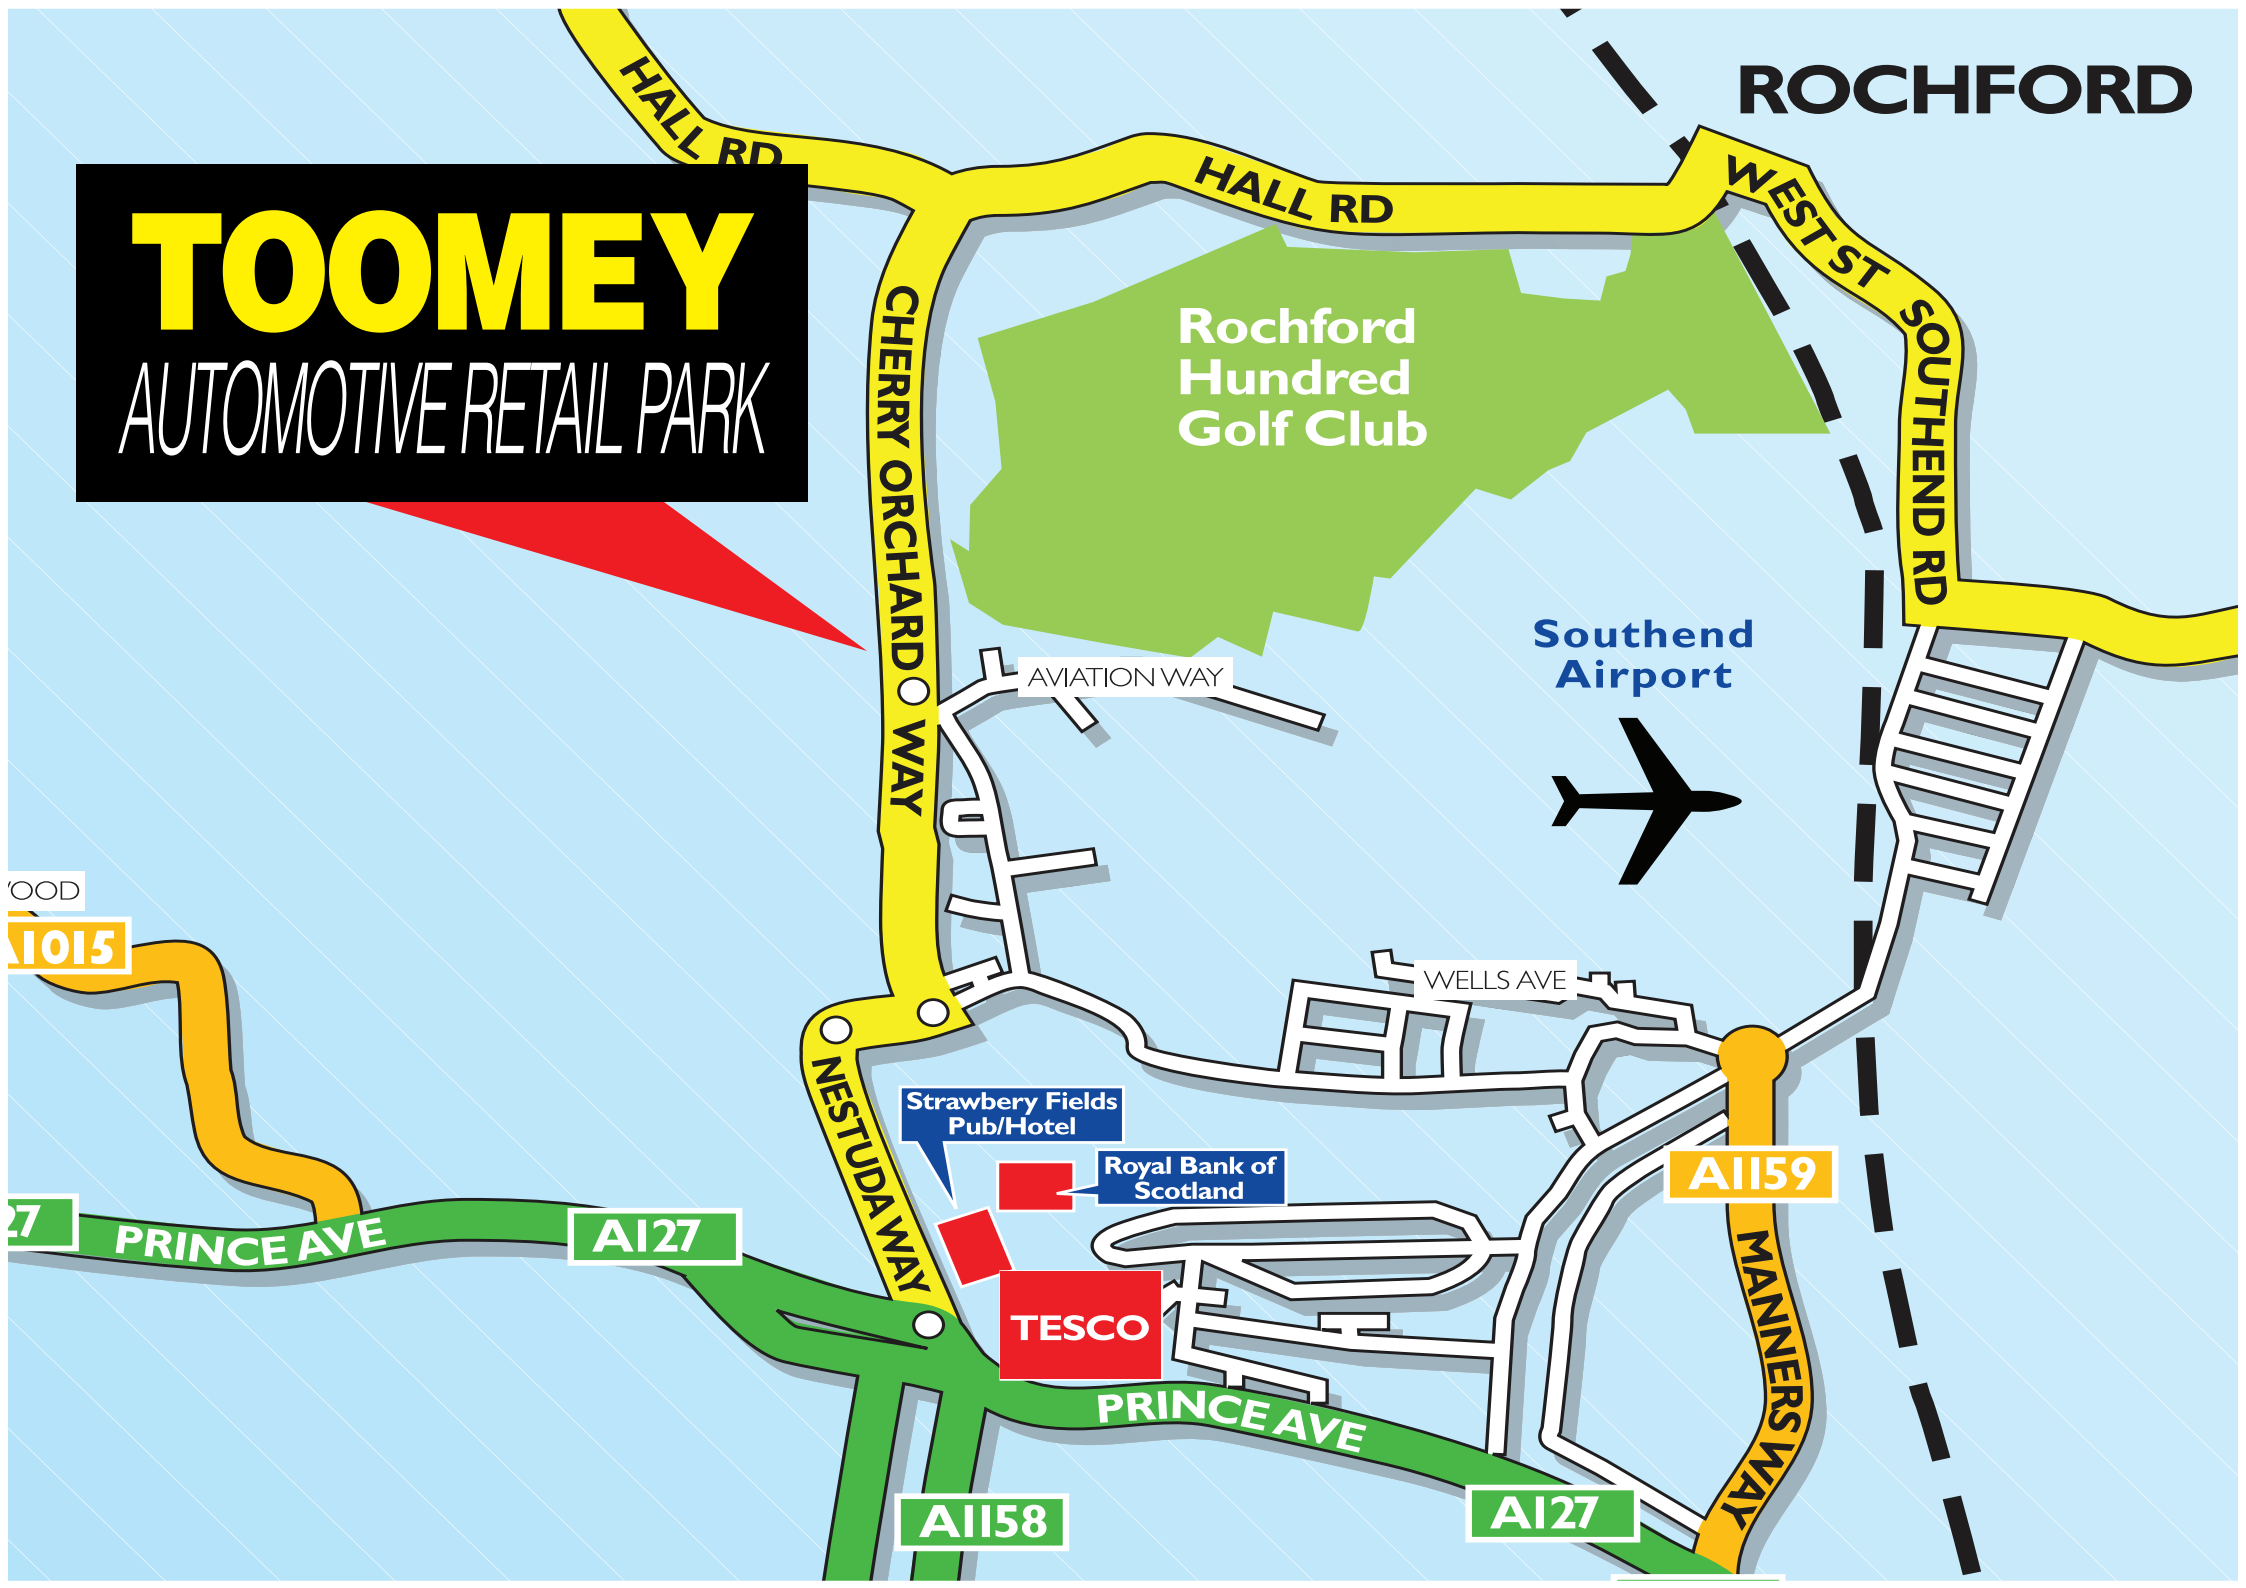 HALL RD
ROCHFORD
TOOMEY
AUTOMOTIVE RETAIL PARK
HALL RD
WEST ST
SOUTHEND RD
CHERRY ORCHARD WAY
Rochford
Hundred
Golf Club
Southend
Airport
AVIATION WAY
OOD
A1015
WELLS AVE
NESTUDA WAY
Strawbery Fields
Pub/Hotel
Royal Bank of
Scotland
A1159
27
PRINCE AVE
A127
TESCO
MANNERS WAY
PRINCE AVE
A1158
A127